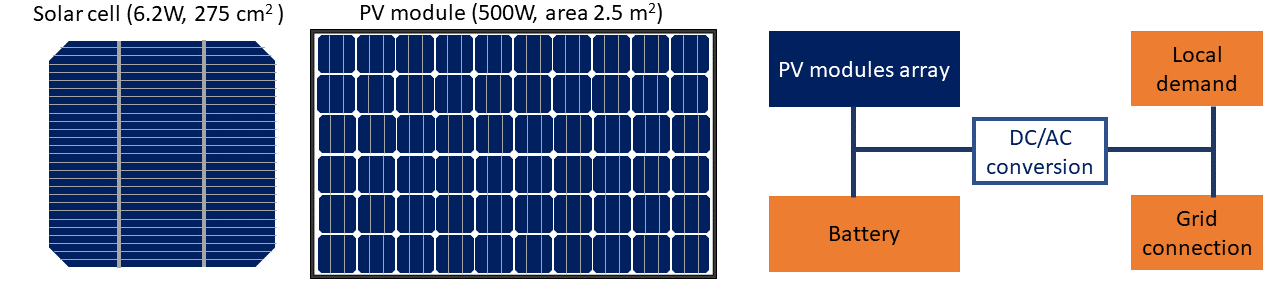 Solar cell (6.2W, 275 cm² )
PV module (500W, area 2.5 m²)
PV modules array
Local
demand
DC/AC
conversion
Battery
Grid
connection